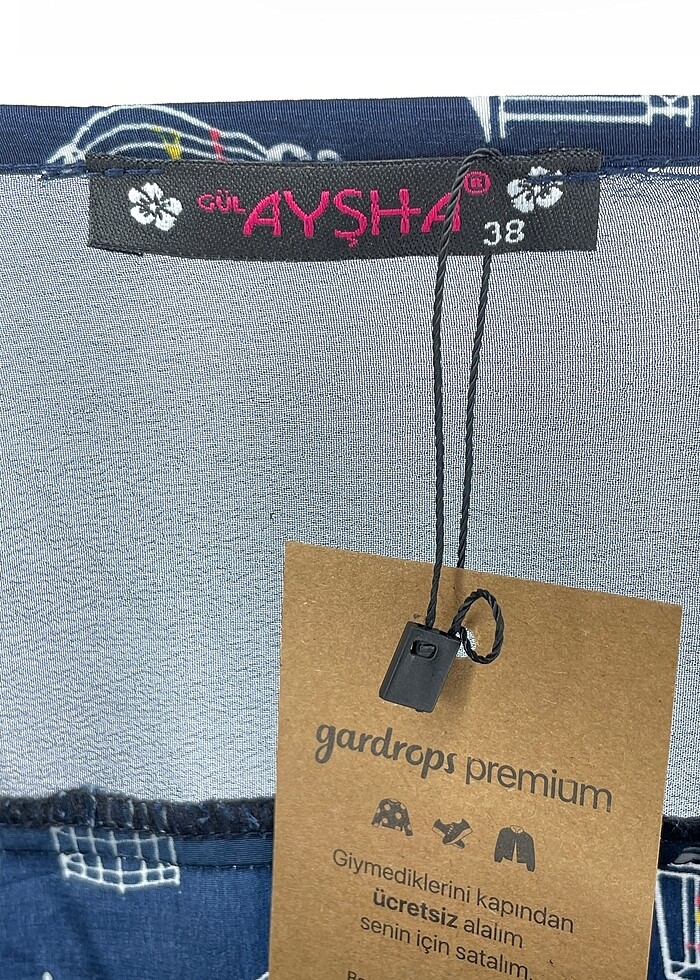 GÜL AYŞHA®
38
gardrops premium
Giymediklerini kapından
ücretsiz alalım
senin için satalım.